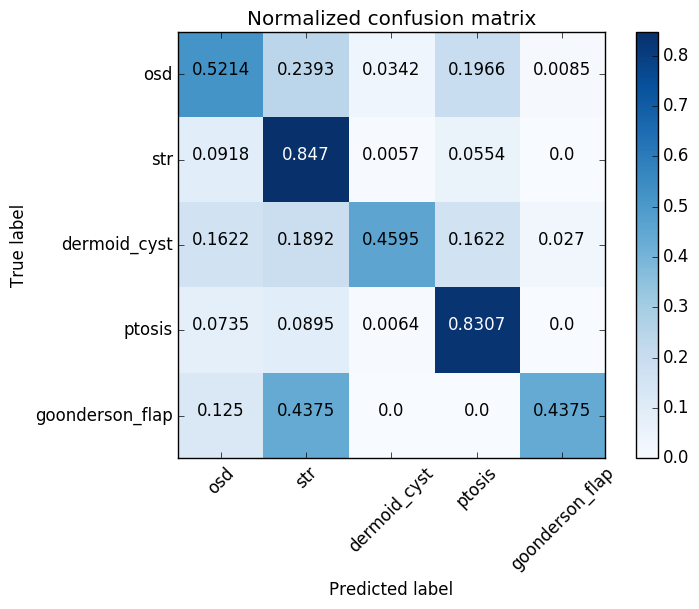 Normalized confusion matrix
True label
osd 0.5214 0.2393 0.0342 0.1966 0.0085
str 0.0918 0.847 0.0057 0.0554 0.0
dermoid_cyst 0.1622 0.1892 0.4595 0.1622 0.027
ptosis 0.0735 0.0895 0.0064 0.8307 0.0
goonderson_flap 0.125 0.4375 0.0 0.0 0.4375
osd str dermoid_cyst ptosis goonderson_flap
Predicted label
0.8
0.7
0.6
0.5
0.4
0.3
0.2
0.1
0.0